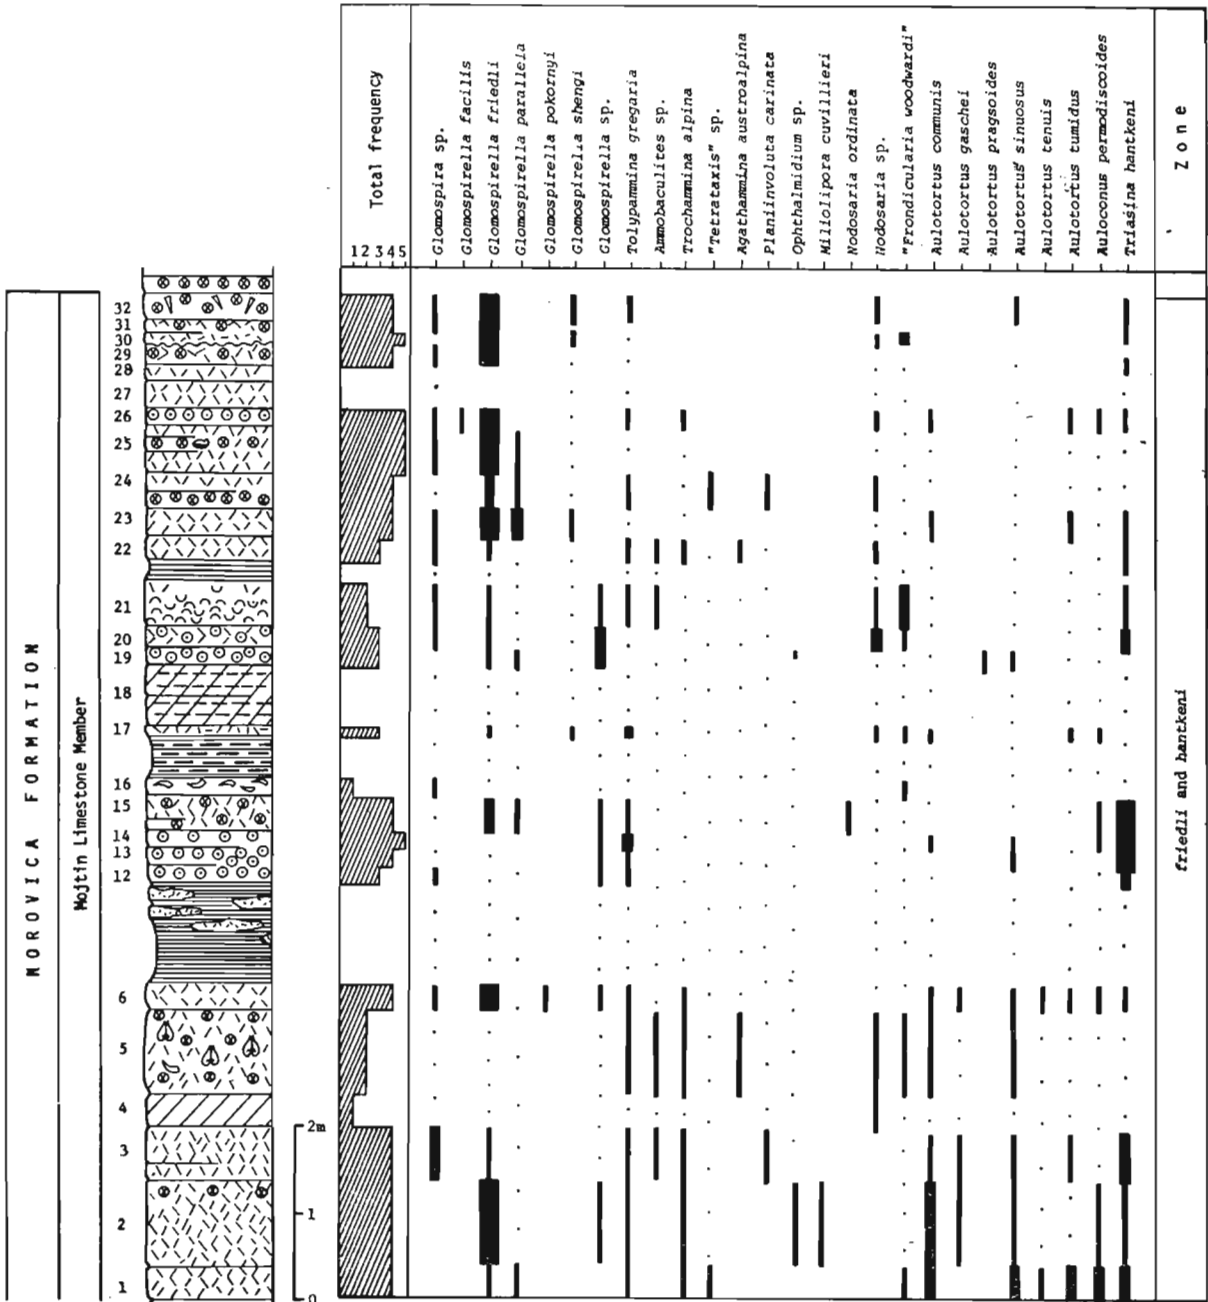 Total frequency
1 2 3 4 5
Glomospira sp.
Glomospirella facilis
Glomospirella friedli
Glomospirella parallela
Glomospirella pokornyi
Glomospirella shengi
Glomospirella sp.
Tolypammina gregaria
Ammobaculites sp.
Trochammina alpina
"Tetrataxis" sp.
Agathammina austroalpina
Planiinvoluta carinata
Ophthalmidium sp.
Miliolipora cuvillieri
Nodosaria ordinata
Nodosaria sp.
"Frondicularia woodwardi"
Aulotortus communis
Aulotortus gaschei
Aulotortus pragsoides
Aulotortus sinuosus
Aulotortus tenuis
Aulotortus tumidus
Auloconus permodiscoides
Triasina hantkeni
Zone
NOROVICA FORMATION
Mojtin Limestone Member
32
31
30
29
28
27
26
25
24
23
22
21
20
19
18
17
16
15
14
13
12
6
5
4
3
2
1
2m
1
0
friedli and hantkeni